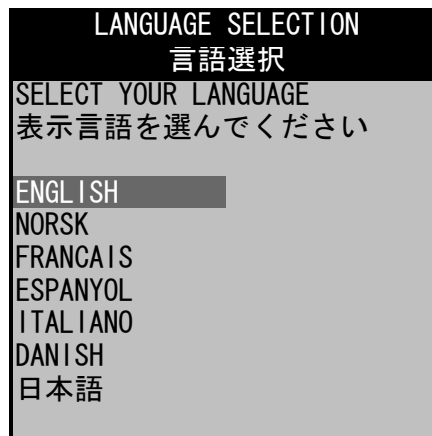 LANGUAGE SELECTION
言語選択
SELECT YOUR LANGUAGE
表示言語を選んでください
ENGLISH
NORSK
FRANCAIS
ESPANYOL
ITALIANO
DANISH
日本語